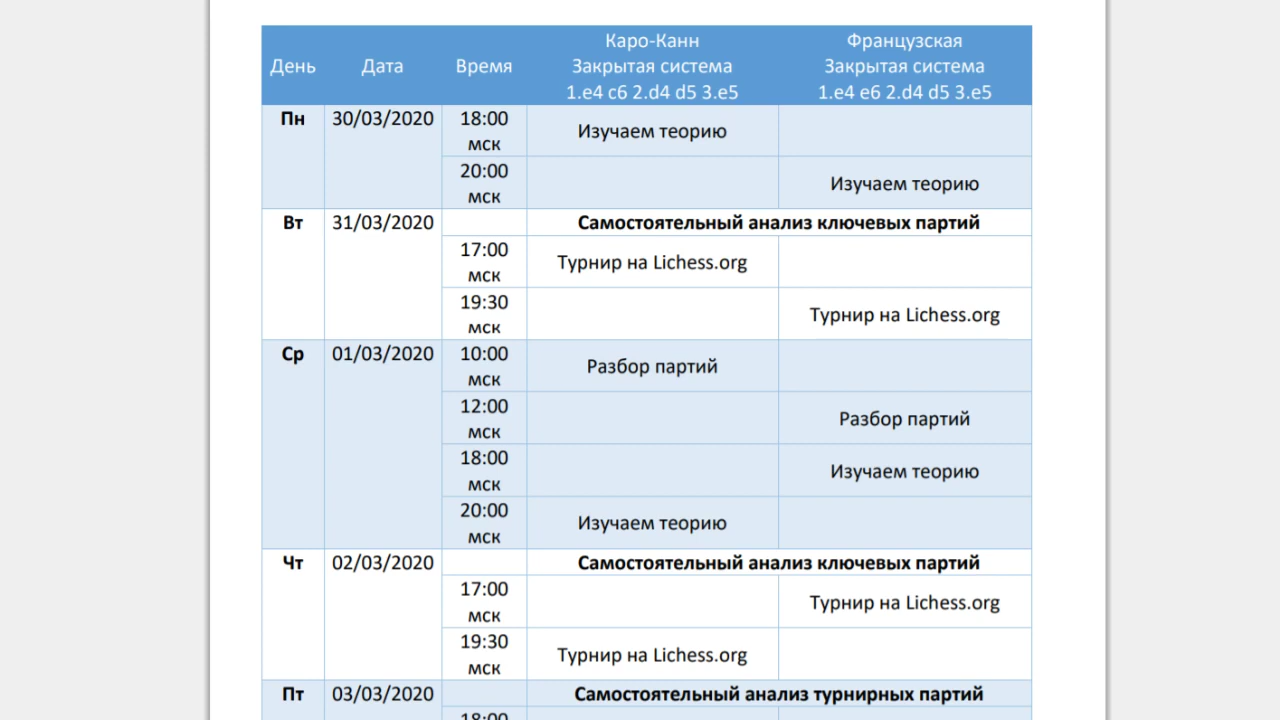 День Дата Время Каро-Канн Закрытая система 1.e4 c6 2.d4 d5 3.e5 Французская Закрытая система 1.e4 e6 2.d4 d5 3.e5
Пн 30/03/2020 18:00 мск Изучаем теорию
20:00 мск Изучаем теорию
Вт 31/03/2020 Самостоятельный анализ ключевых партий
17:00 мск Турнир на Lichess.org
19:30 мск Турнир на Lichess.org
Ср 01/03/2020 10:00 мск Разбор партий
12:00 мск Разбор партий
18:00 мск Изучаем теорию
20:00 мск Изучаем теорию
Чт 02/03/2020 Самостоятельный анализ ключевых партий
17:00 мск Турнир на Lichess.org
19:30 мск Турнир на Lichess.org
Пт 03/03/2020 Самостоятельный анализ турнирных партий
18:00